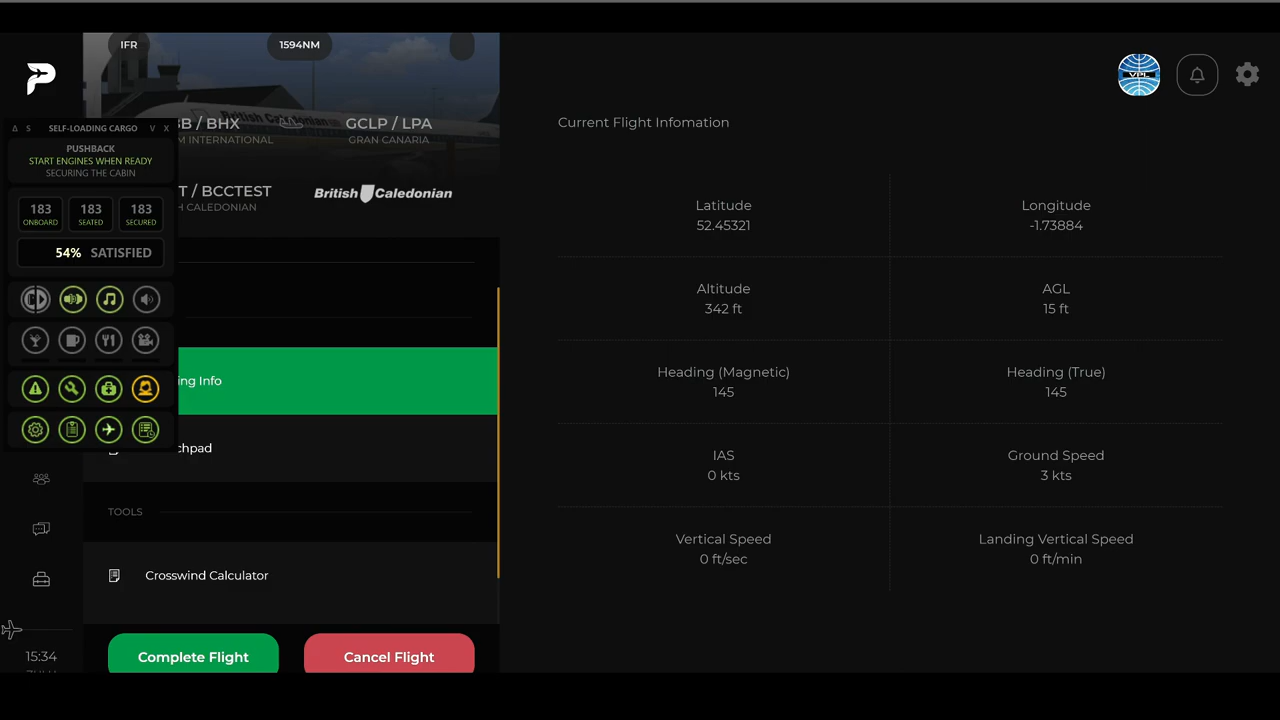 IFR
1594NM
B / BHX
GCLP / LPA
M INTERNATIONAL
GRAN CANARIA
T / BCCTEST
H CALEDONIAN
British Caledonian
Δ S SELF-LOADING CARGO V X
PUSHBACK
START ENGINES WHEN READY
SECURING THE CABIN
183 183 183
ONBOARD SEATED SECURED
54% SATISFIED
ing Info
chpad
TOOLS
Crosswind Calculator
15:34
Complete Flight
Cancel Flight
VPL
Current Flight Infomation
Latitude
52.45321
Longitude
-1.73884
Altitude
342 ft
AGL
15 ft
Heading (Magnetic)
145
Heading (True)
145
IAS
0 kts
Ground Speed
3 kts
Vertical Speed
0 ft/sec
Landing Vertical Speed
0 ft/min